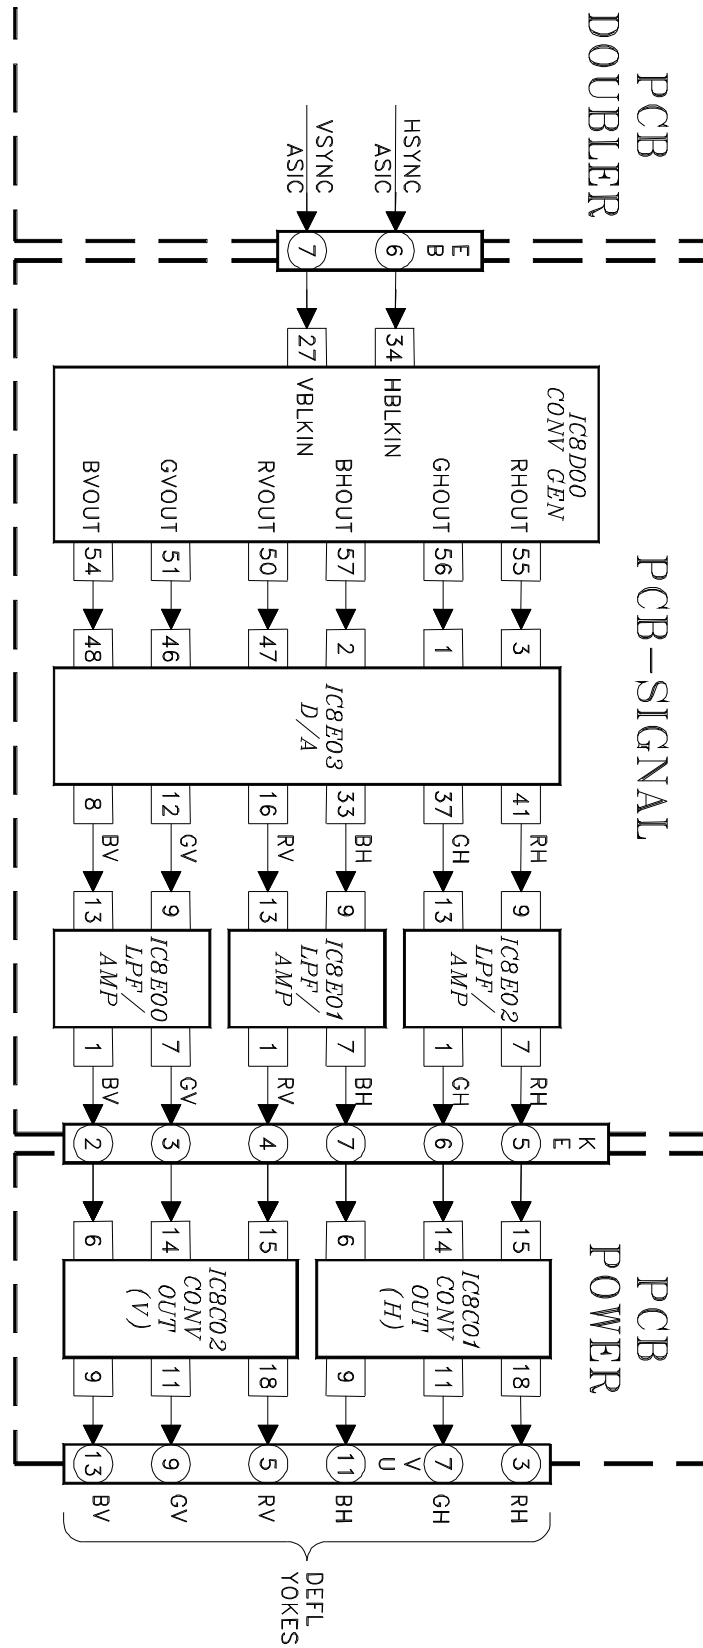 PCB
DOUBLER
PCB-SIGNAL
PCB
POWER
HSYNC
ASIC
VSYNC
ASIC
E
B
6
7
34
27
IC8D00
CONV GEN
HBLKIN
VBLKIN
RHOUT
GHOUT
BHOUT
RVOUT
GVOUT
BVOUT
55
56
57
50
51
54
3
1
2
47
46
48
IC8E03
D/A
41
37
33
16
12
8
RH
GH
BH
RV
GV
BV
9
13
9
13
9
13
IC8E02
LPF/
AMP
IC8E01
LPF/
AMP
IC8E00
LPF/
AMP
7
1
7
1
7
1
RH
GH
BH
RV
GV
BV
K
E
5
6
7
4
3
2
15
14
6
15
14
6
IC8C01
CONV
OUT
(H)
IC8C02
CONV
OUT
(V)
18
11
9
18
11
9
3
7
V
U
11
5
9
13
RH
GH
BH
RV
GV
BV
DEFL
YOKES